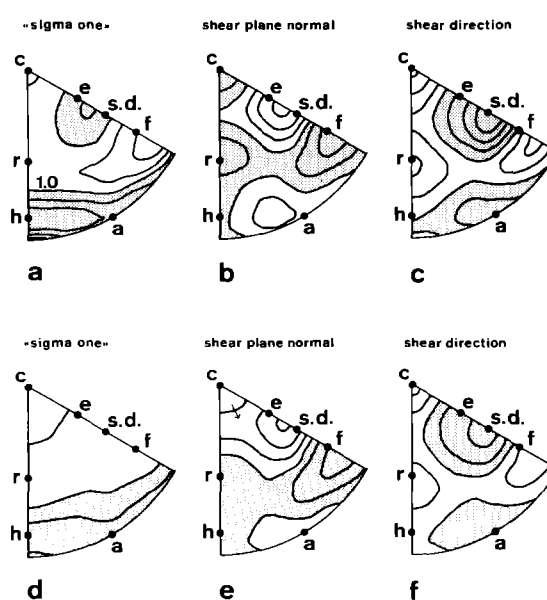 «sigma one» shear plane normal shear direction
c e s.d. f r 1.0 h a
c e s.d. f r h a
c e s.d. f r h a
a b c
«sigma one» shear plane normal shear direction
c e s.d. f r h a
c e s.d. f r h a
c e s.d. f r h a
d e f